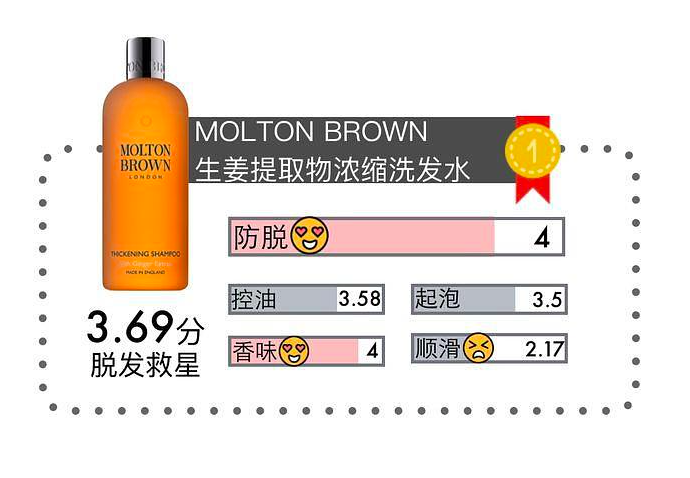 MOLTON BROWN
生姜提取物浓缩洗发水
1
MOLTON
BROWN
LONDON
THICKENING SHAMPOO
MADE IN ENGLAND
3.69分
脱发救星
防脱 4
控油 3.58
起泡 3.5
香味 4
顺滑 2.17